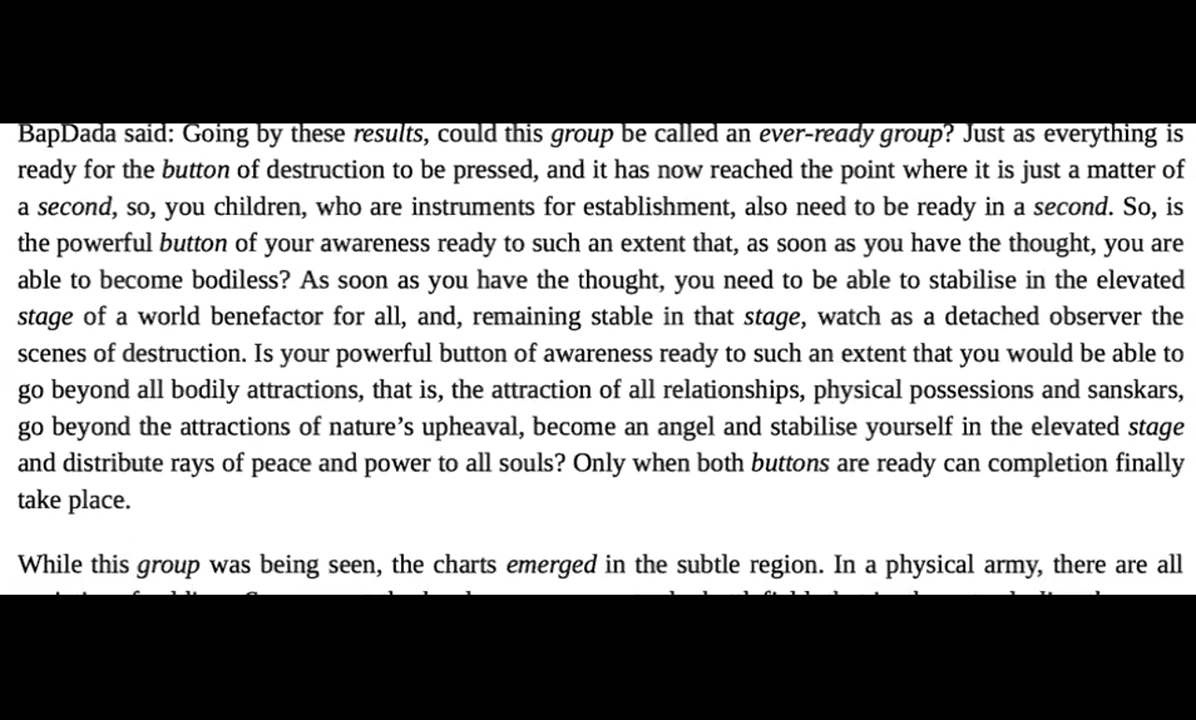 BapDada said: Going by these results, could this group be called an ever-ready group? Just as everything is
ready for the button of destruction to be pressed, and it has now reached the point where it is just a matter of
a second, so, you children, who are instruments for establishment, also need to be ready in a second. So, is
the powerful button of your awareness ready to such an extent that, as soon as you have the thought, you are
able to become bodiless? As soon as you have the thought, you need to be able to stabilise in the elevated
stage of a world benefactor for all, and, remaining stable in that stage, watch as a detached observer the
scenes of destruction. Is your powerful button of awareness ready to such an extent that you would be able to
go beyond all bodily attractions, that is, the attraction of all relationships, physical possessions and sanskars,
go beyond the attractions of nature’s upheaval, become an angel and stabilise yourself in the elevated stage
and distribute rays of peace and power to all souls? Only when both buttons are ready can completion finally
take place.
While this group was being seen, the charts emerged in the subtle region. In a physical army, there are all